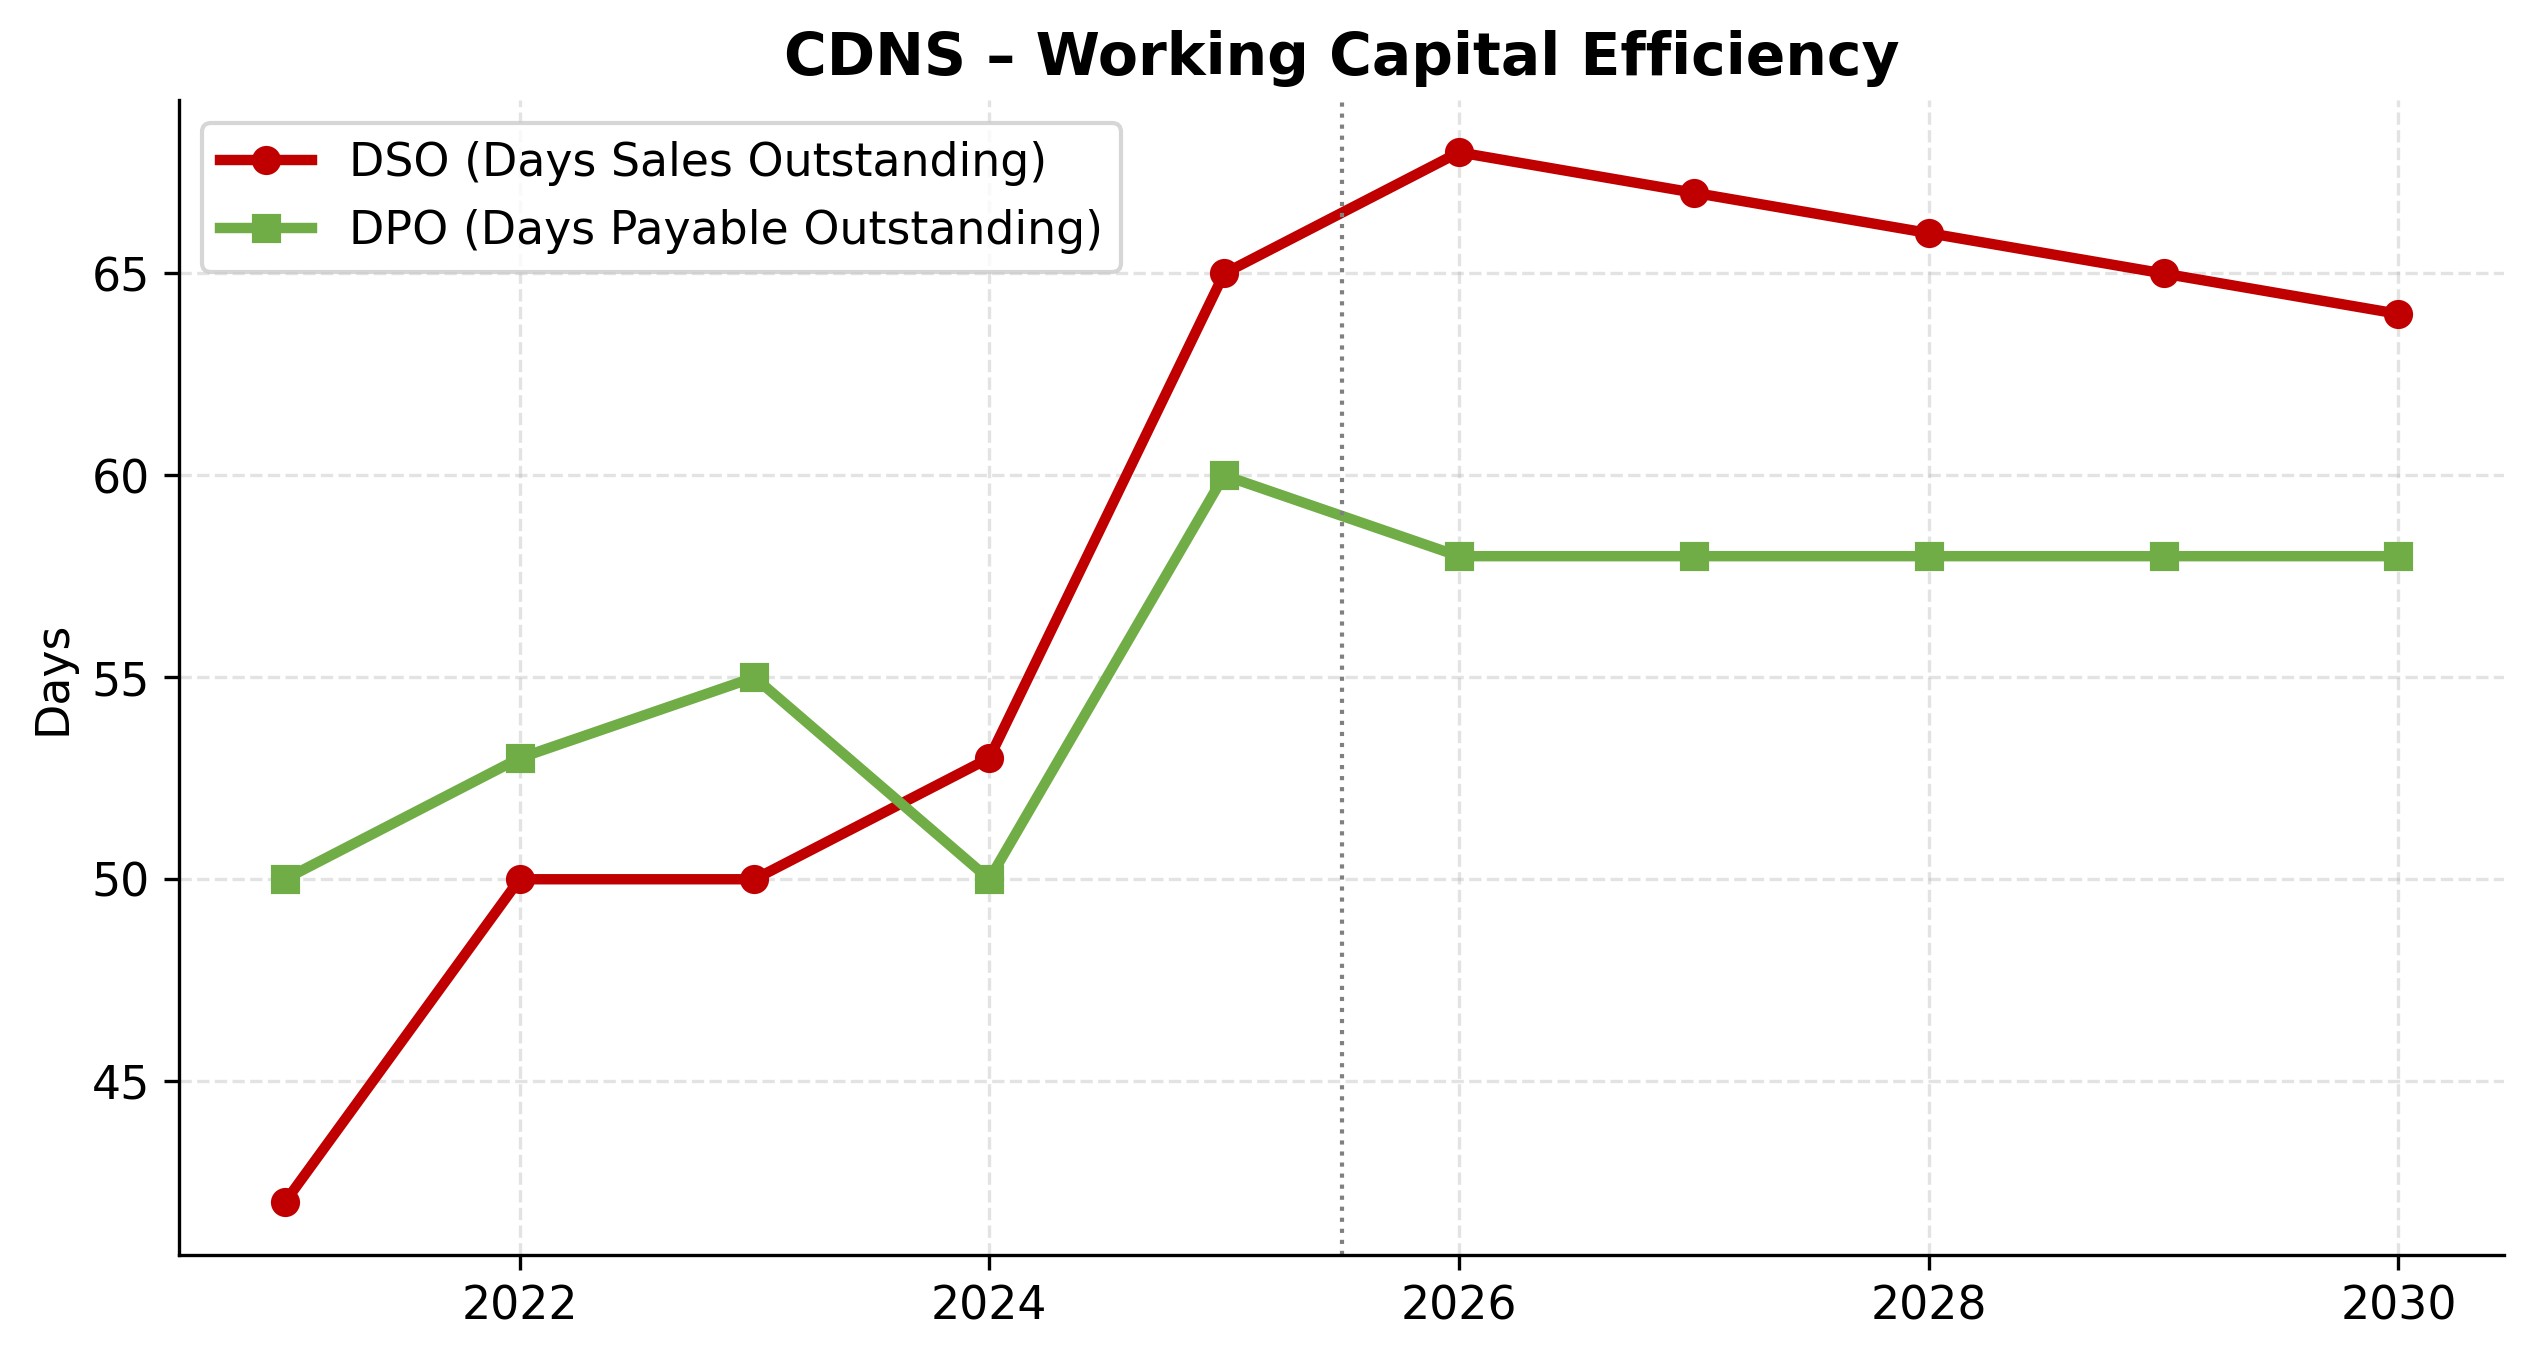 CDNS – Working Capital Efficiency
DSO (Days Sales Outstanding)
DPO (Days Payable Outstanding)
Days
65
60
55
50
45
2022
2024
2026
2028
2030